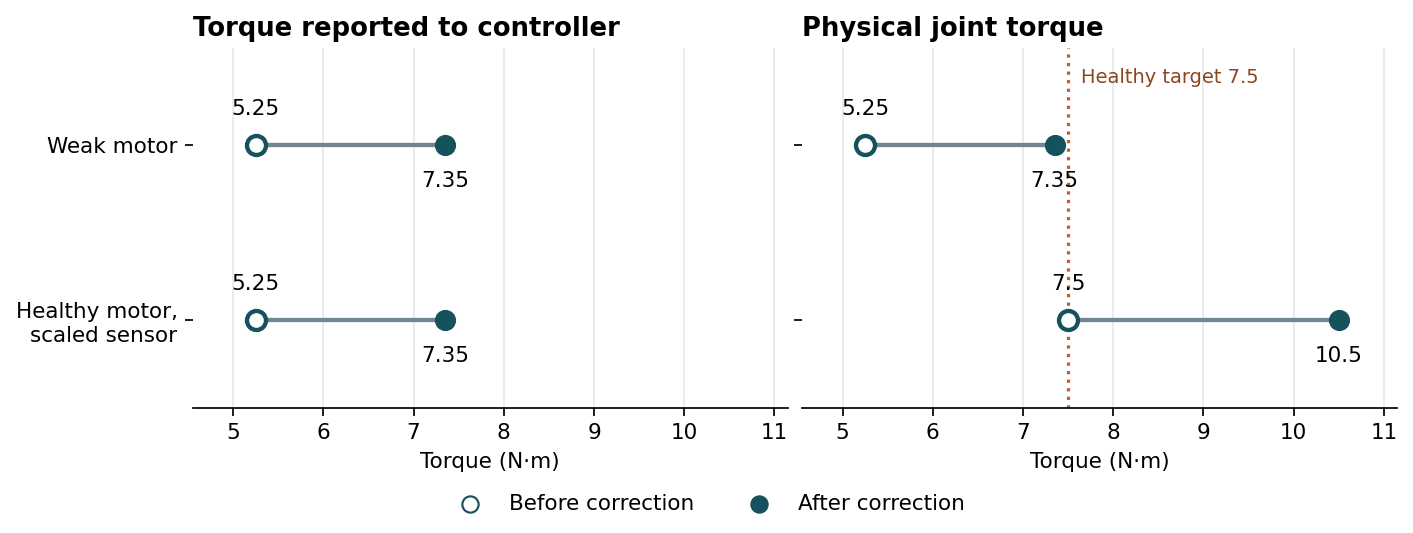 Torque reported to controller
Physical joint torque
Healthy target 7.5
Weak motor
5.25
7.35
5.25
7.35
Healthy motor,
scaled sensor
5.25
7.35
7.5
10.5
5 6 7 8 9 10 11
5 6 7 8 9 10 11
Torque (N·m)
Torque (N·m)
Before correction
After correction